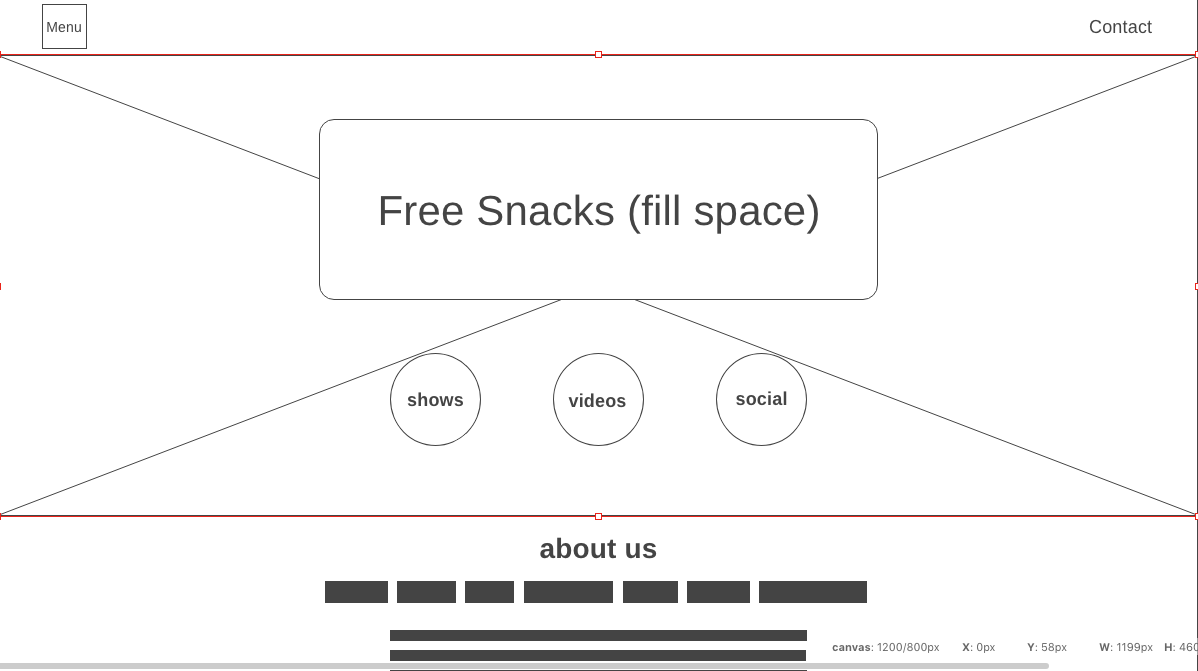 Menu
Contact
Free Snacks (fill space)
shows
videos
social
about us
canvas: 1200/800px X: 0px Y: 58px W: 1199px H: 460